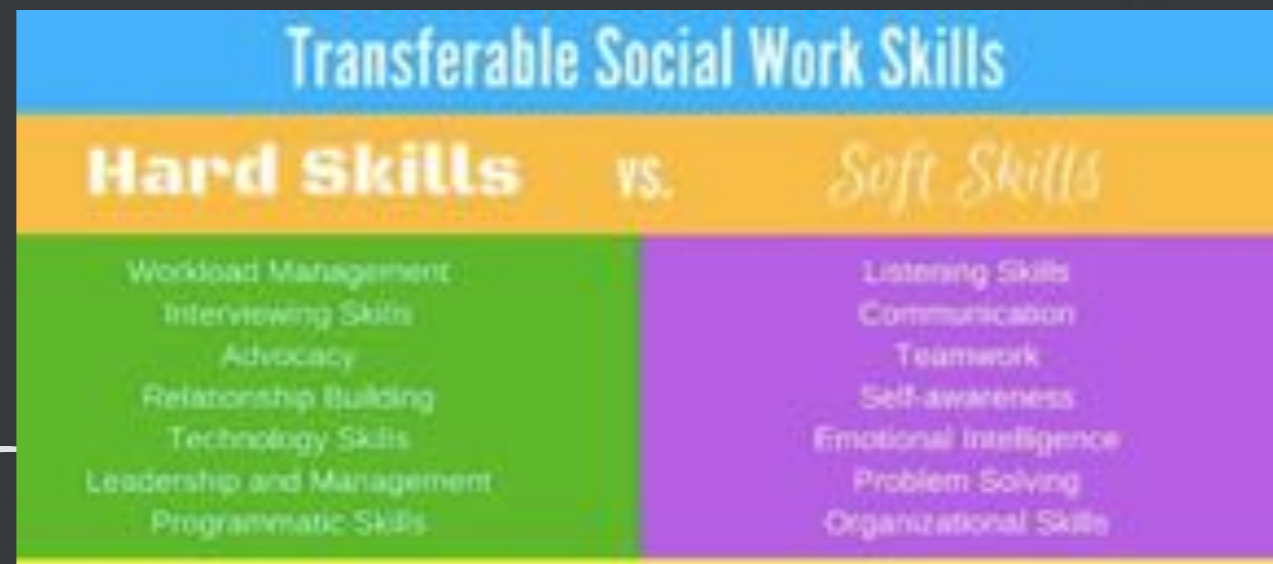 Transferable Social Work Skills
Hard Skills vs. Soft Skills
Workload Management
Interviewing Skills
Advocacy
Relationship Building
Technology Skills
Leadership and Management
Programmatic Skills
Listening Skills
Communication
Teamwork
Self-awareness
Emotional Intelligence
Problem Solving
Organizational Skills